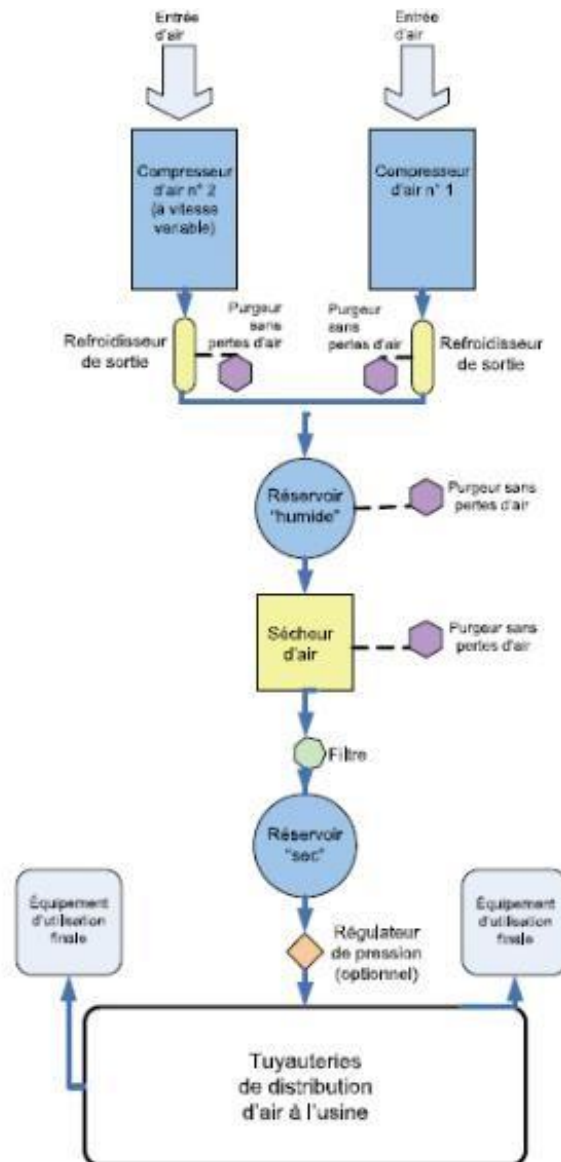 Entrée
d'air
Entrée
d'air
Compresseur
d'air n° 2
(à vitesse
variable)
Compresseur
d'air n° 1
Refroidisseur
de sortie
Purgeur
sans
pertes d'air
Purgeur
sans
pertes d'air
Refroidisseur
de sortie
Réservoir
"humide"
Purgeur sans
pertes d'air
Sécheur
d'air
Purgeur sans
pertes d'air
Filtre
Réservoir
"sec"
Équipement
d'utilisation
finale
Régulateur
de pression
(optionnel)
Équipement
d'utilisation
finale
Tuyauteries
de distribution
d'air à l'usine